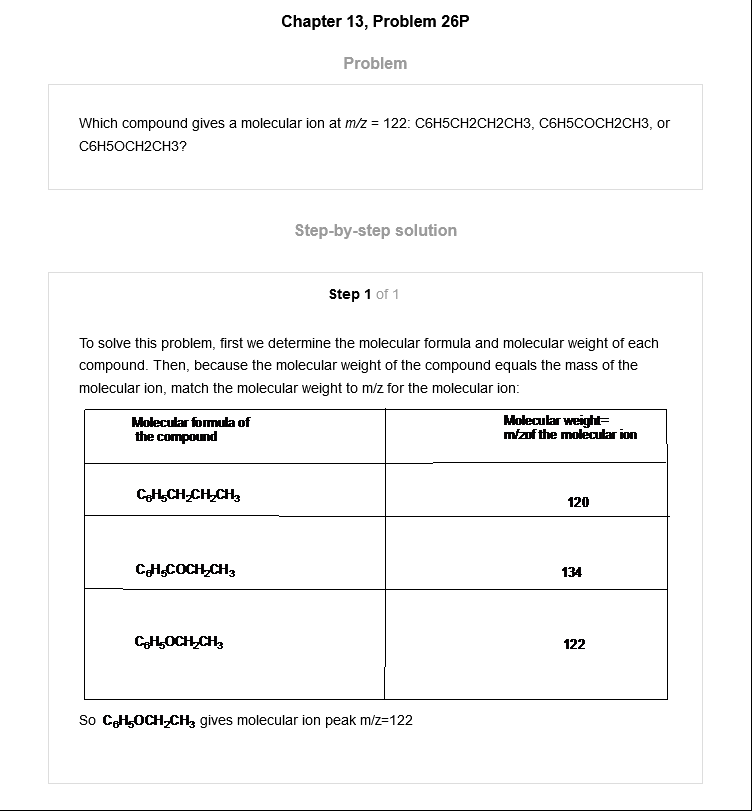 Chapter 13, Problem 26P
Problem
Which compound gives a molecular ion at m/z = 122: C6H5CH2CH2CH3, C6H5COCH2CH3, or
C6H5OCH2CH3?
Step-by-step solution
Step 1 of 1
To solve this problem, first we determine the molecular formula and molecular weight of each
compound. Then, because the molecular weight of the compound equals the mass of the
molecular ion, match the molecular weight to m/z for the molecular ion:
Molecular formula of
the compound
Molecular weight=
m/zof the molecular ion
C₆H₅CH₂CH₂CH₃
120
C₆H₅COCH₂CH₃
134
C₆H₅OCH₂CH₃
122
So C₆H₅OCH₂CH₃ gives molecular ion peak m/z=122